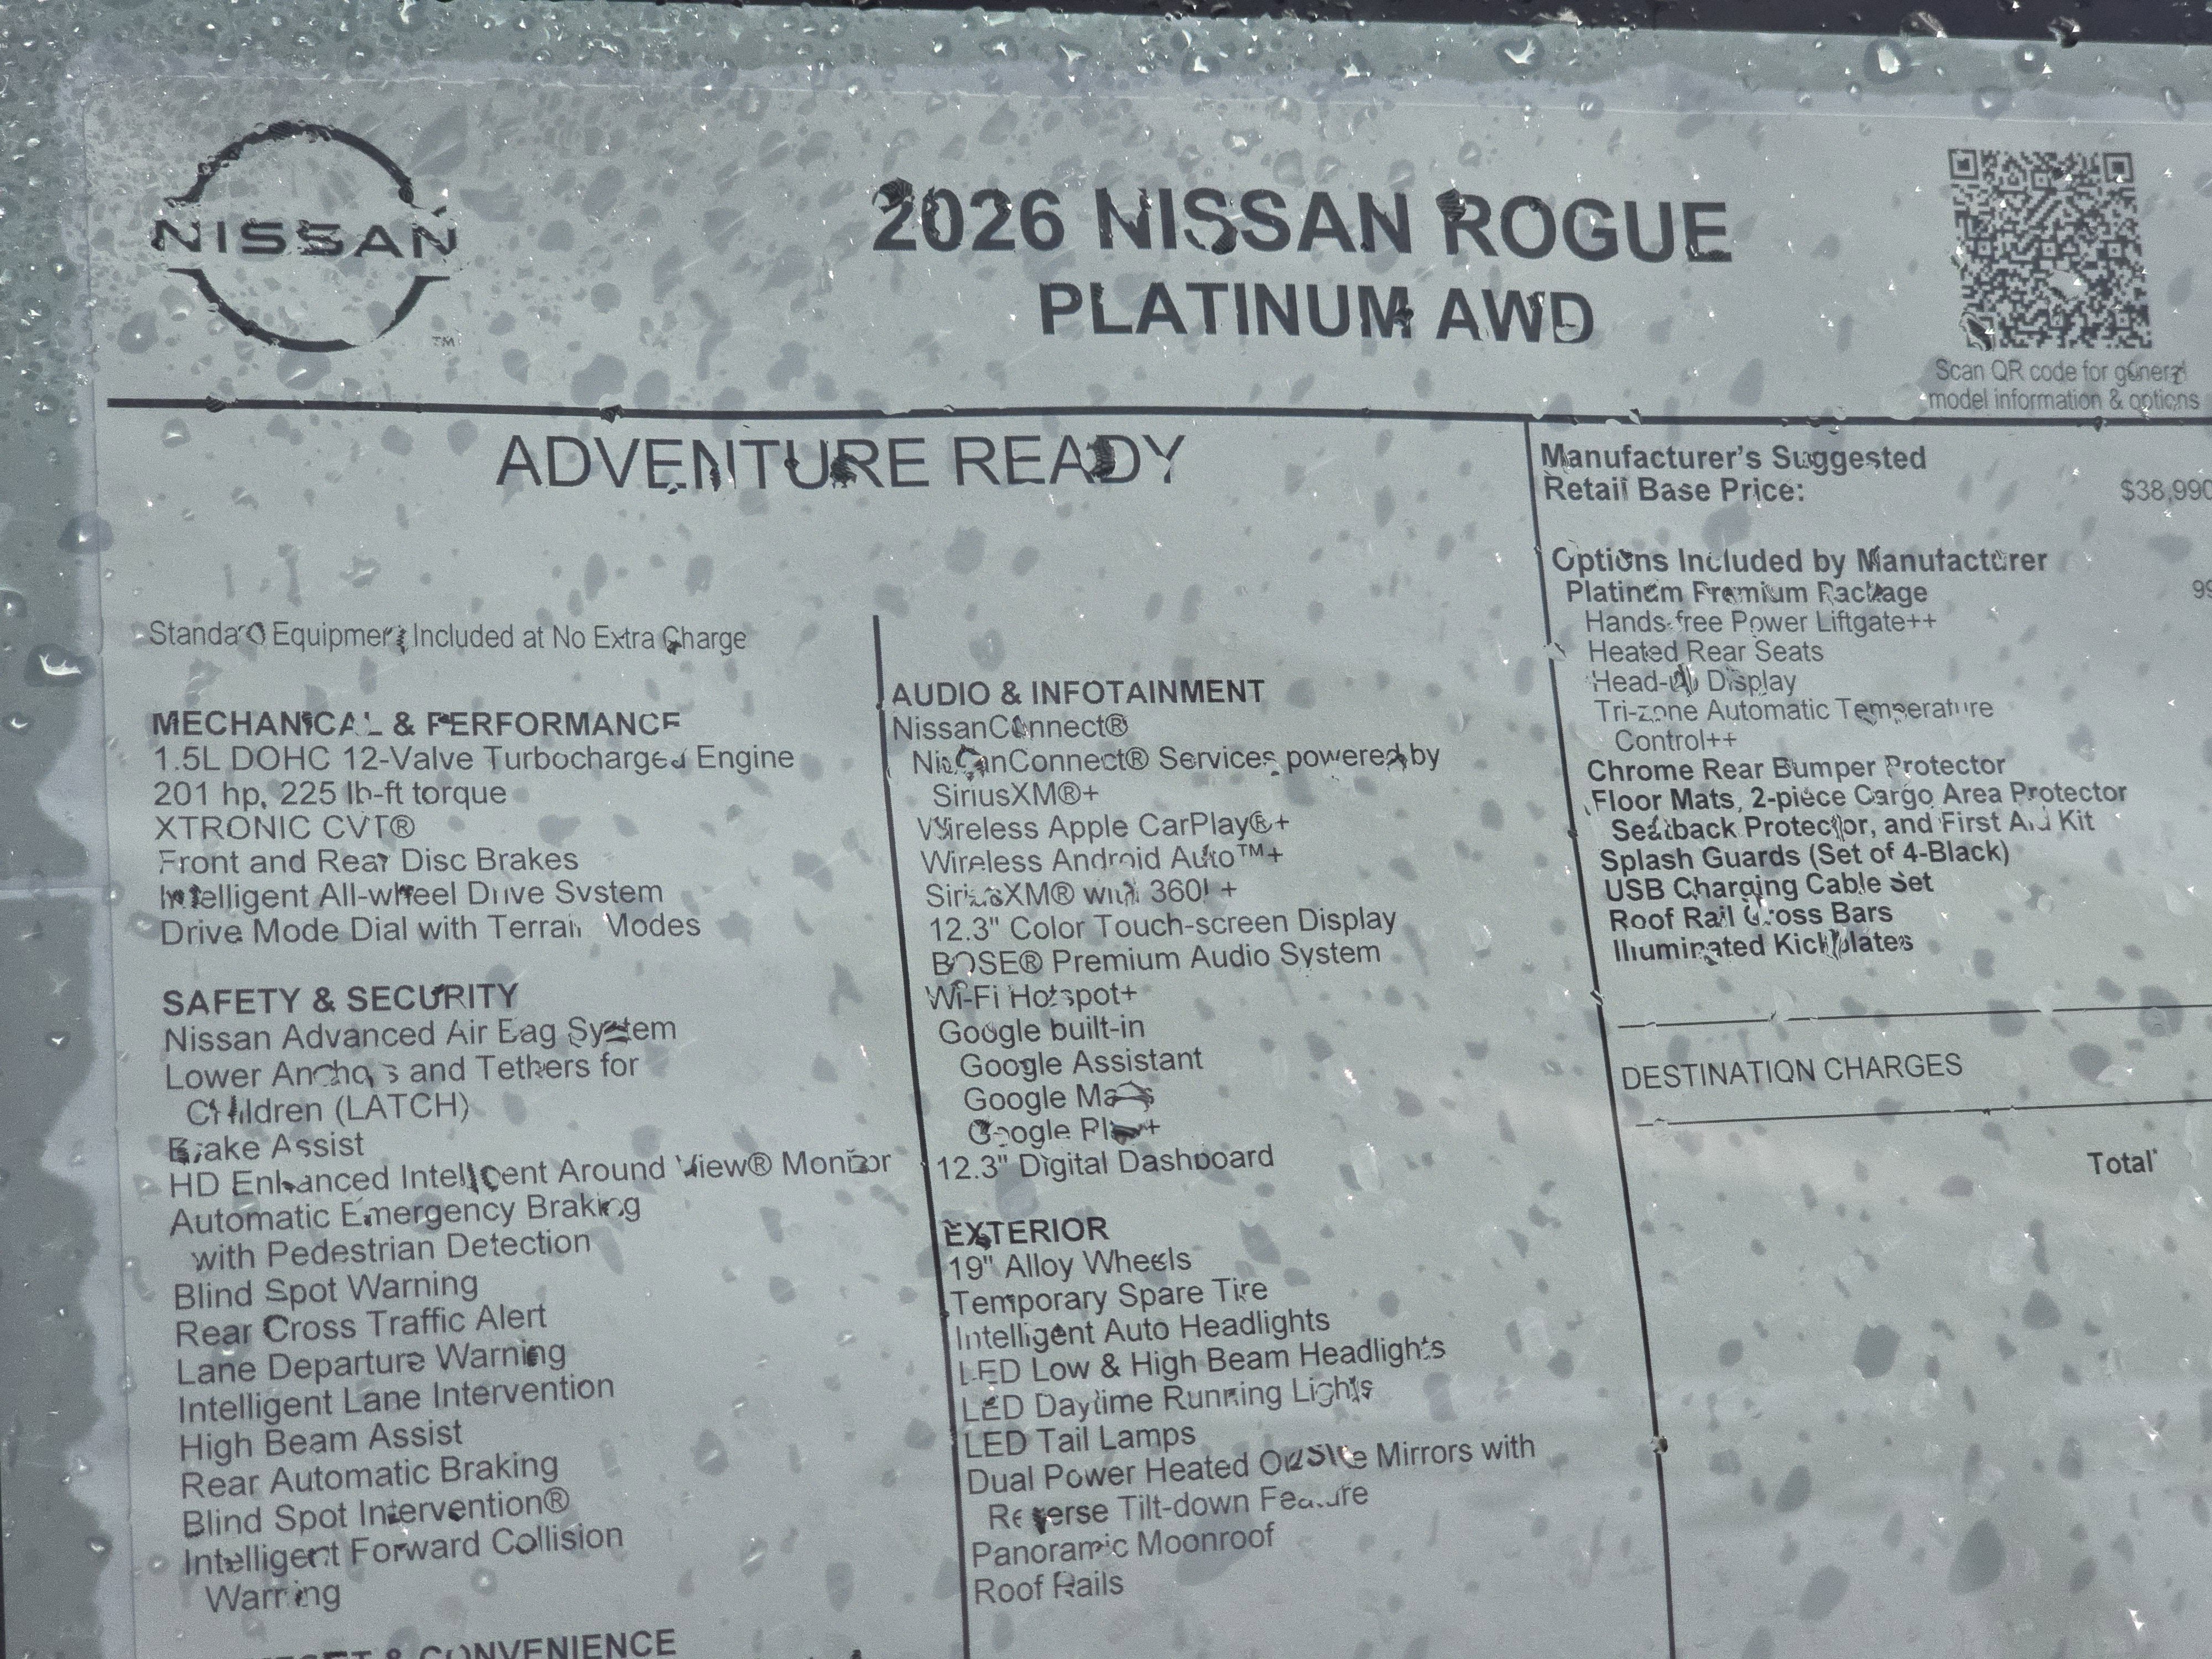 NISSAN
TM
2026 NISSAN ROGUE
PLATINUM AWD
Scan QR code for general
model information & options
ADVENTURE READY
Standard Equipment Included at No Extra Charge
MECHANICAL & PERFORMANCE
1.5L DOHC 12-Valve Turbocharged Engine
201 hp, 225 lb-ft torque
XTRONIC CVT®
Front and Rear Disc Brakes
Intelligent All-wheel Drive System
Drive Mode Dial with Terrain Modes
SAFETY & SECURITY
Nissan Advanced Air Bag System
Lower Anchors and Tethers for
Children (LATCH)
Brake Assist
HD Enhanced Intelligent Around View® Monitor
Automatic Emergency Braking
with Pedestrian Detection
Blind Spot Warning
Rear Cross Traffic Alert
Lane Departure Warning
Intelligent Lane Intervention
High Beam Assist
Rear Automatic Braking
Blind Spot Intervention®
Intelligent Forward Collision
Warning
& CONVENIENCE
AUDIO & INFOTAINMENT
NissanConnect®
NissanConnect® Services powered by
SiriusXM®+
Wireless Apple CarPlay®+
Wireless Android Auto™+
SiriusXM® with 360L+
12.3" Color Touch-screen Display
BOSE® Premium Audio System
Wi-Fi Hotspot+
Google built-in
Google Assistant
Google Maps
Google Play+
12.3" Digital Dashboard
EXTERIOR
19" Alloy Wheels
Temporary Spare Tire
Intelligent Auto Headlights
LED Low & High Beam Headlights
LED Daytime Running Lights
LED Tail Lamps
Dual Power Heated Outside Mirrors with
Reverse Tilt-down Feature
Panoramic Moonroof
Roof Rails
Manufacturer's Suggested
Retail Base Price: $38,990
Options Included by Manufacturer
Platinum Premium Package 99
Hands-free Power Liftgate++
Heated Rear Seats
Head-up Display
Tri-zone Automatic Temperature
Control++
Chrome Rear Bumper Protector
Floor Mats, 2-piece Cargo Area Protector
Seatback Protector, and First Aid Kit
Splash Guards (Set of 4-Black)
USB Charging Cable Set
Roof Rail Cross Bars
Illuminated Kickplates
DESTINATION CHARGES
Total*